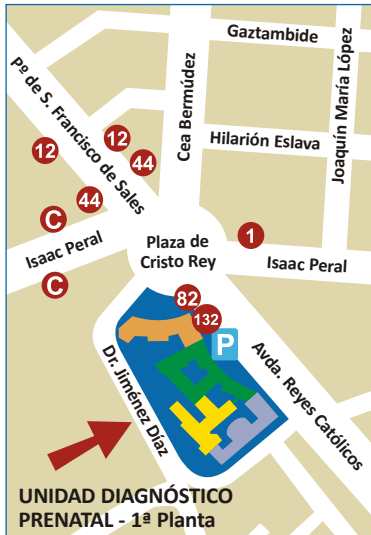 Gaztambide
Pº de S. Francisco de Sales
Cea Bermúdez
Joaquín María López
Hilarión Eslava
12
12
44
44
C
1
Isaac Peral
Plaza de
Cristo Rey
Isaac Peral
C
82
132
P
Dr. Jiménez Díaz
Avda. Reyes Católicos
UNIDAD DIAGNÓSTICO
PRENATAL - 1ª Planta